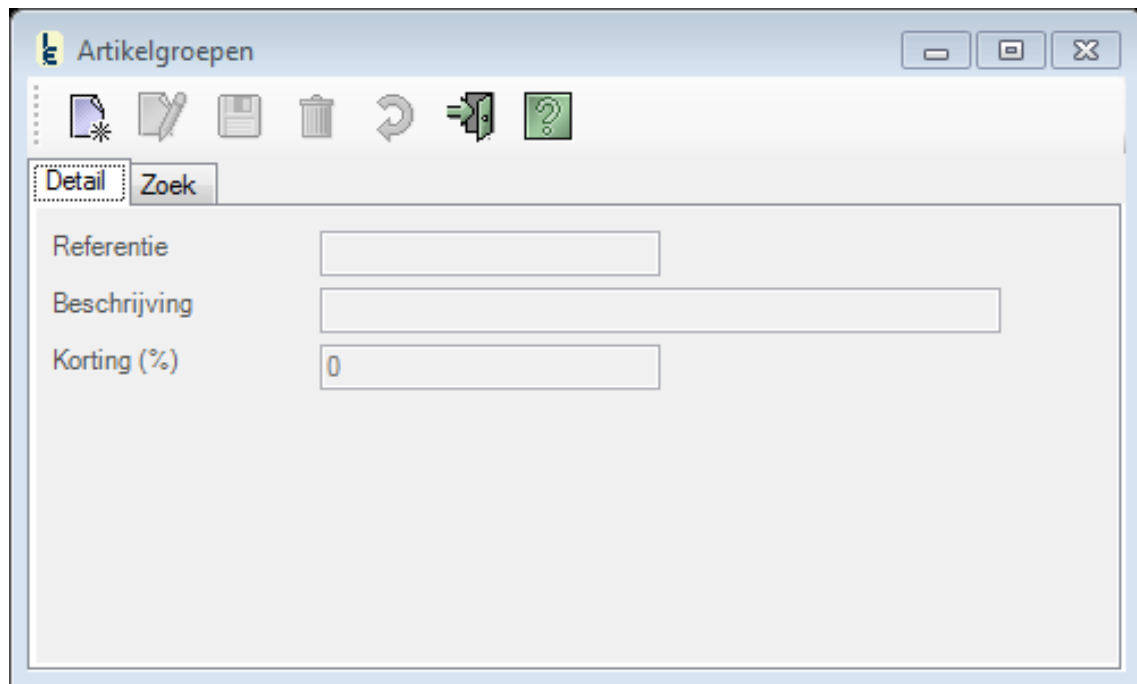 Artikelgroepen
Detail Zoek
Referentie
Beschrijving
Korting (%) 0